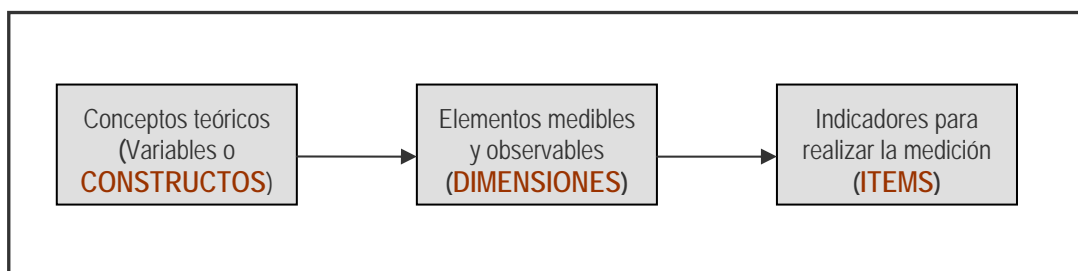 Conceptos teóricos
(Variables o
CONSTRUCTOS)
Elementos medibles
y observables
(DIMENSIONES)
Indicadores para
realizar la medición
(ITEMS)